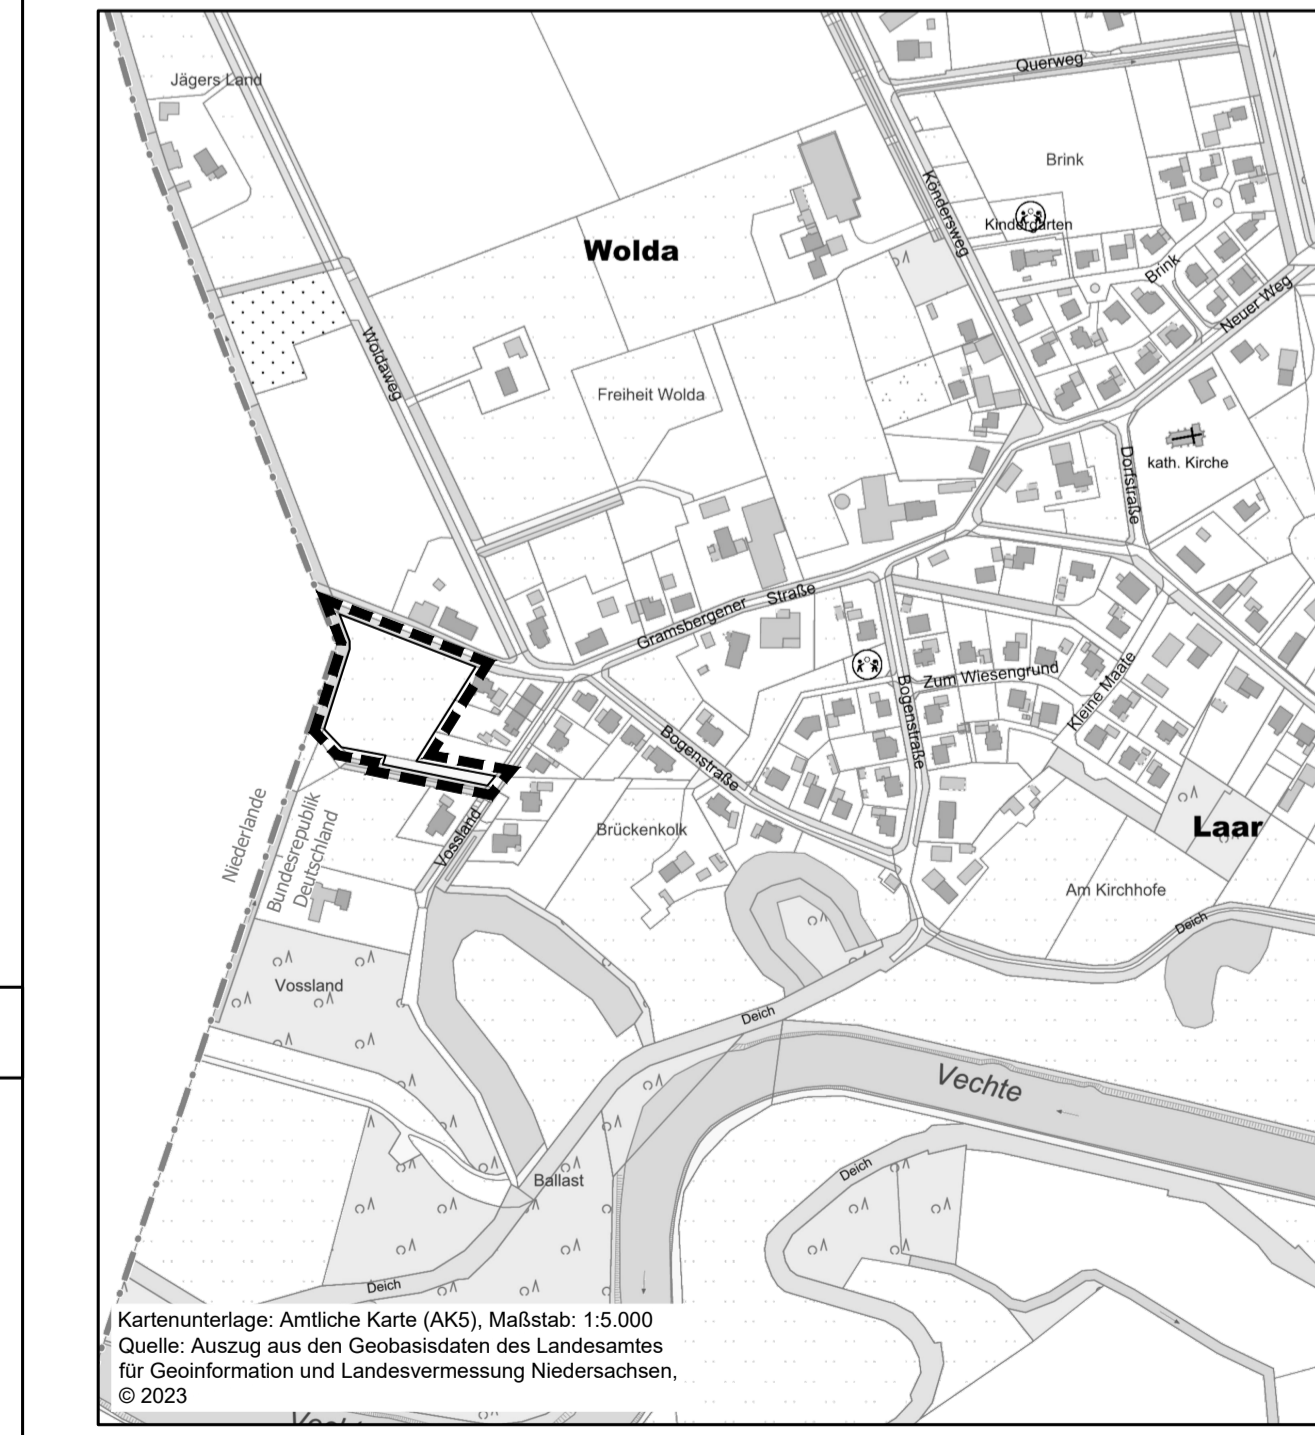 Jägers Land
Querweg
Brink
Köndersweg
Kindergarten
Wolda
Brink
Neuer Weg
Woldaweg
Freiheit Wolda
kath. Kirche
Dorfstraße
Gramsbergener Straße
Zum Wiesengrund
Kleine Maate
Bogenstraße
Bogenstraße
Niederlande
Bundesrepublik
Deutschland
Vossland
Brückenkolk
Laar
Am Kirchhofe
Deich
Vossland
Deich
Vechte
Deich
Ballast
Deich
Kartenunterlage: Amtliche Karte (AK5), Maßstab: 1:5.000
Quelle: Auszug aus den Geobasisdaten des Landesamtes
für Geoinformation und Landesvermessung Niedersachsen,
© 2023